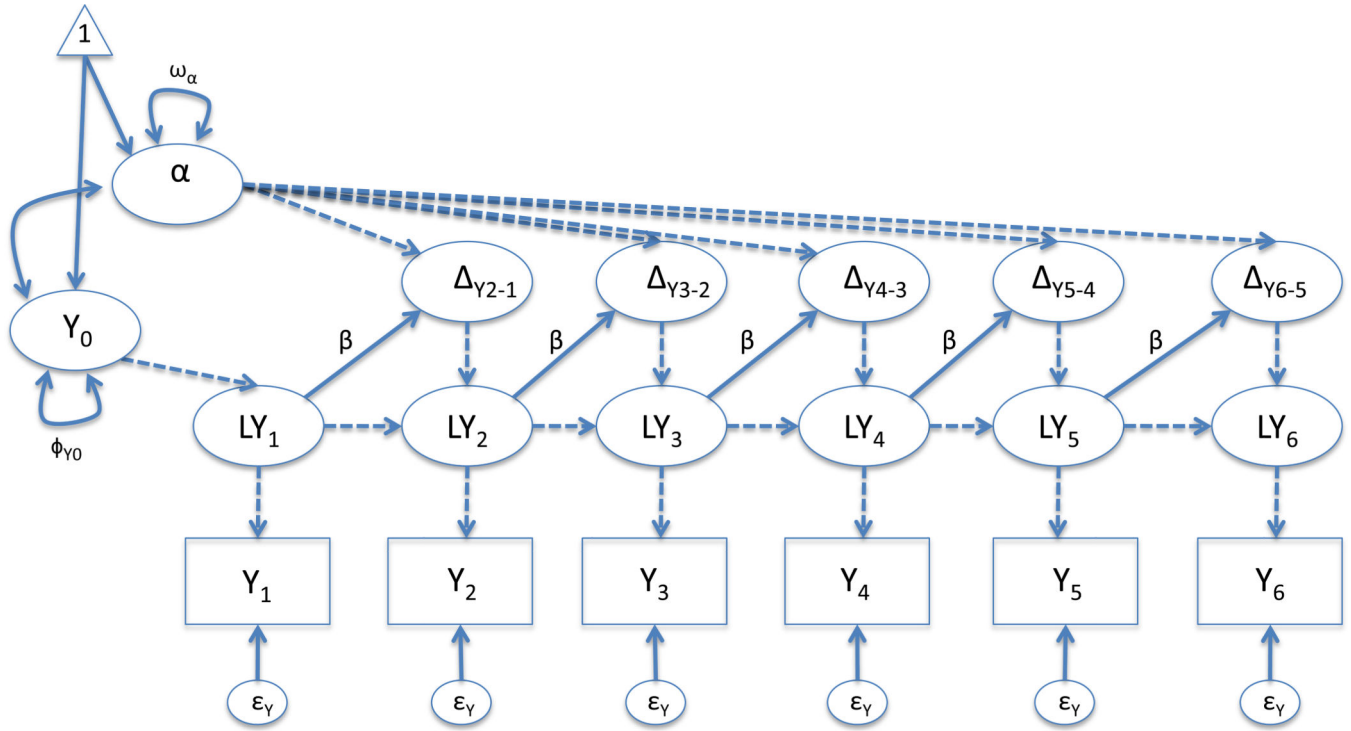 1
ωα
α
ΔY2-1 ΔY3-2 ΔY4-3 ΔY5-4 ΔY6-5
Y0
β β β β β
LY1 LY2 LY3 LY4 LY5 LY6
ϕY0
Y1 Y2 Y3 Y4 Y5 Y6
εY εY εY εY εY εY